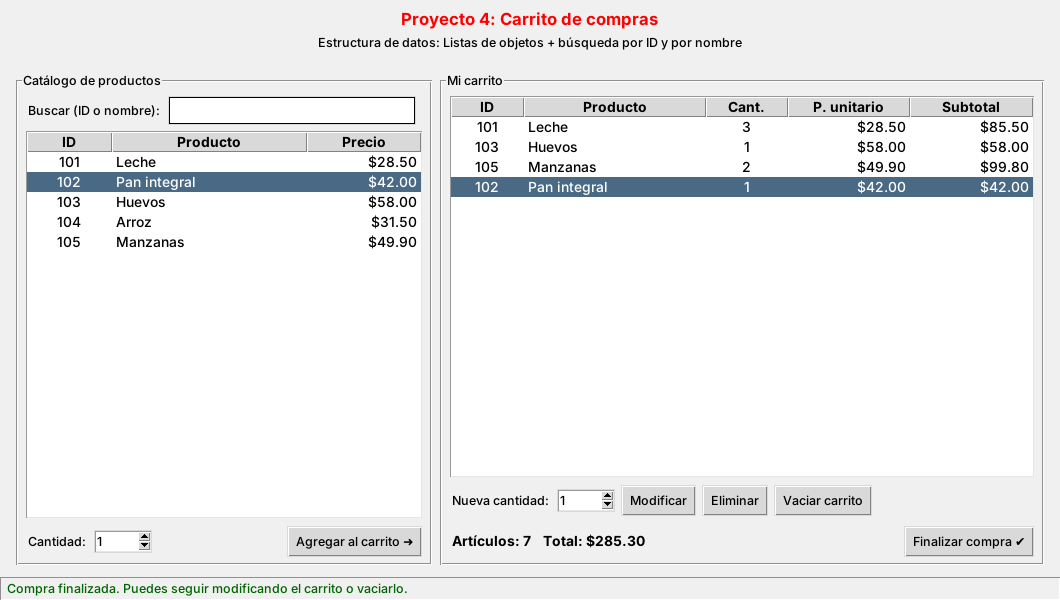 Proyecto 4: Carrito de compras
Estructura de datos: Listas de objetos + búsqueda por ID y por nombre
Catálogo de productos
Buscar (ID o nombre):
ID Producto Precio
101 Leche $28.50
102 Pan integral $42.00
103 Huevos $58.00
104 Arroz $31.50
105 Manzanas $49.90
Cantidad: 1 Agregar al carrito ➜
Mi carrito
ID Producto Cant. P. unitario Subtotal
101 Leche 3 $28.50 $85.50
103 Huevos 1 $58.00 $58.00
105 Manzanas 2 $49.90 $99.80
102 Pan integral 1 $42.00 $42.00
Nueva cantidad: 1 Modificar Eliminar Vaciar carrito
Artículos: 7 Total: $285.30 Finalizar compra ✔
Compra finalizada. Puedes seguir modificando el carrito o vaciarlo.